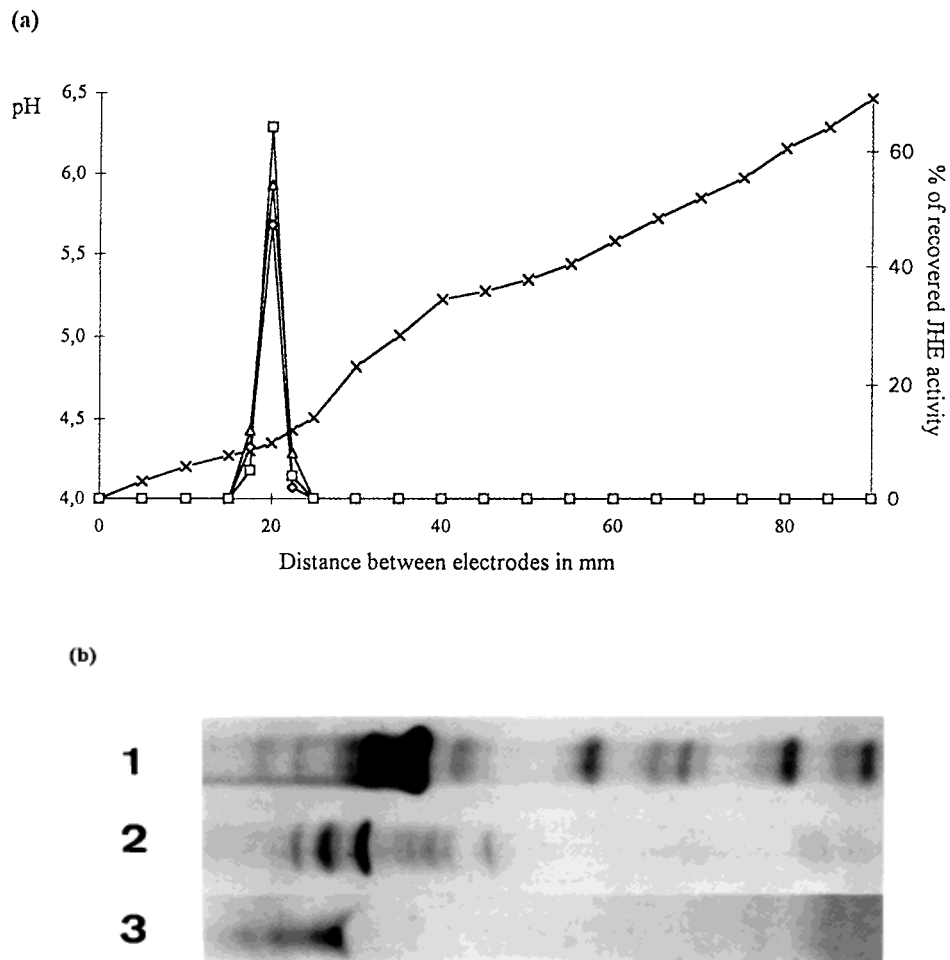 (a)
pH
6,5
6,0
5,5
5,0
4,5
4,0
60
40
20
0
% of recovered JHE activity
0 20 40 60 80
Distance between electrodes in mm
(b)
1
2
3